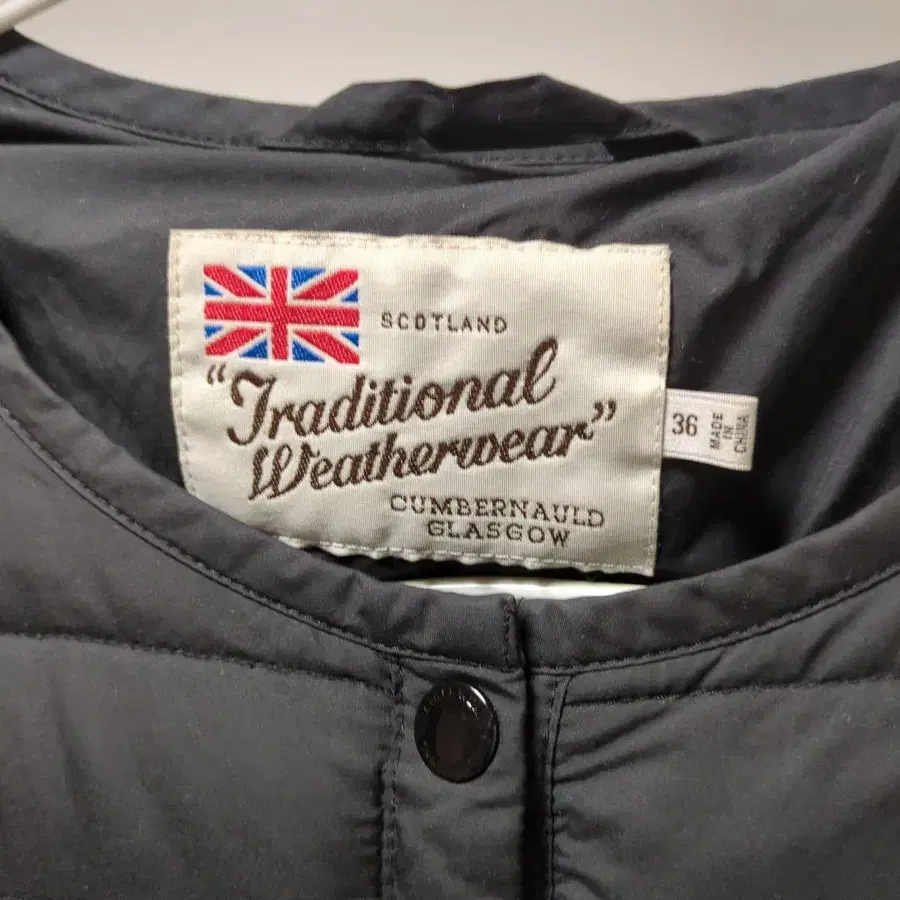 SCOTLAND
"Traditional
Weatherwear"
CUMBERNAULD
GLASGOW
36
MADE
IN
CHINA